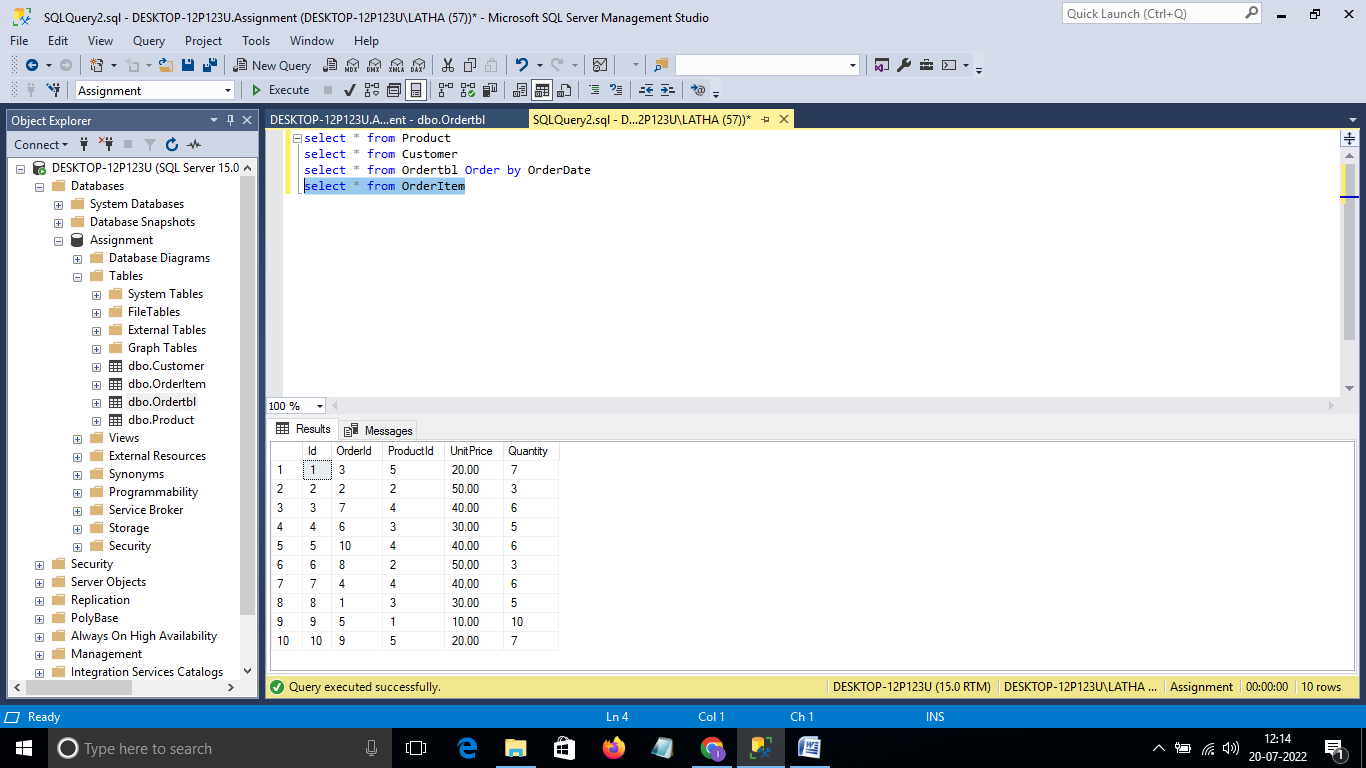 SQLQuery2.sql - DESKTOP-12P123U.Assignment (DESKTOP-12P123U\LATHA (57))* - Microsoft SQL Server Management Studio
Quick Launch (Ctrl+Q)
File Edit View Query Project Tools Window Help
New Query MDX DMX XMLA DAX
Assignment Execute
Object Explorer
DESKTOP-12P123U.A...ent - dbo.Ordertbl
SQLQuery2.sql - D...2P123U\LATHA (57))*
Connect
DESKTOP-12P123U (SQL Server 15.0
Databases
System Databases
Database Snapshots
Assignment
Database Diagrams
Tables
System Tables
FileTables
External Tables
Graph Tables
dbo.Customer
dbo.OrderItem
dbo.Ordertbl
dbo.Product
Views
External Resources
Synonyms
Programmability
Service Broker
Storage
Security
Security
Server Objects
Replication
PolyBase
Always On High Availability
Management
Integration Services Catalogs
select * from Product
select * from Customer
select * from Ordertbl Order by OrderDate
select * from OrderItem
100 %
Results Messages
Id OrderId ProductId UnitPrice Quantity
1 1 3 5 20.00 7
2 2 2 2 50.00 3
3 3 7 4 40.00 6
4 4 6 3 30.00 5
5 5 10 4 40.00 6
6 6 8 2 50.00 3
7 7 4 4 40.00 6
8 8 1 3 30.00 5
9 9 5 1 10.00 10
10 10 9 5 20.00 7
Query executed successfully. DESKTOP-12P123U (15.0 RTM) DESKTOP-12P123U\LATHA ... Assignment 00:00:00 10 rows
Ready Ln 4 Col 1 Ch 1 INS
Type here to search
12:14
20-07-2022
1